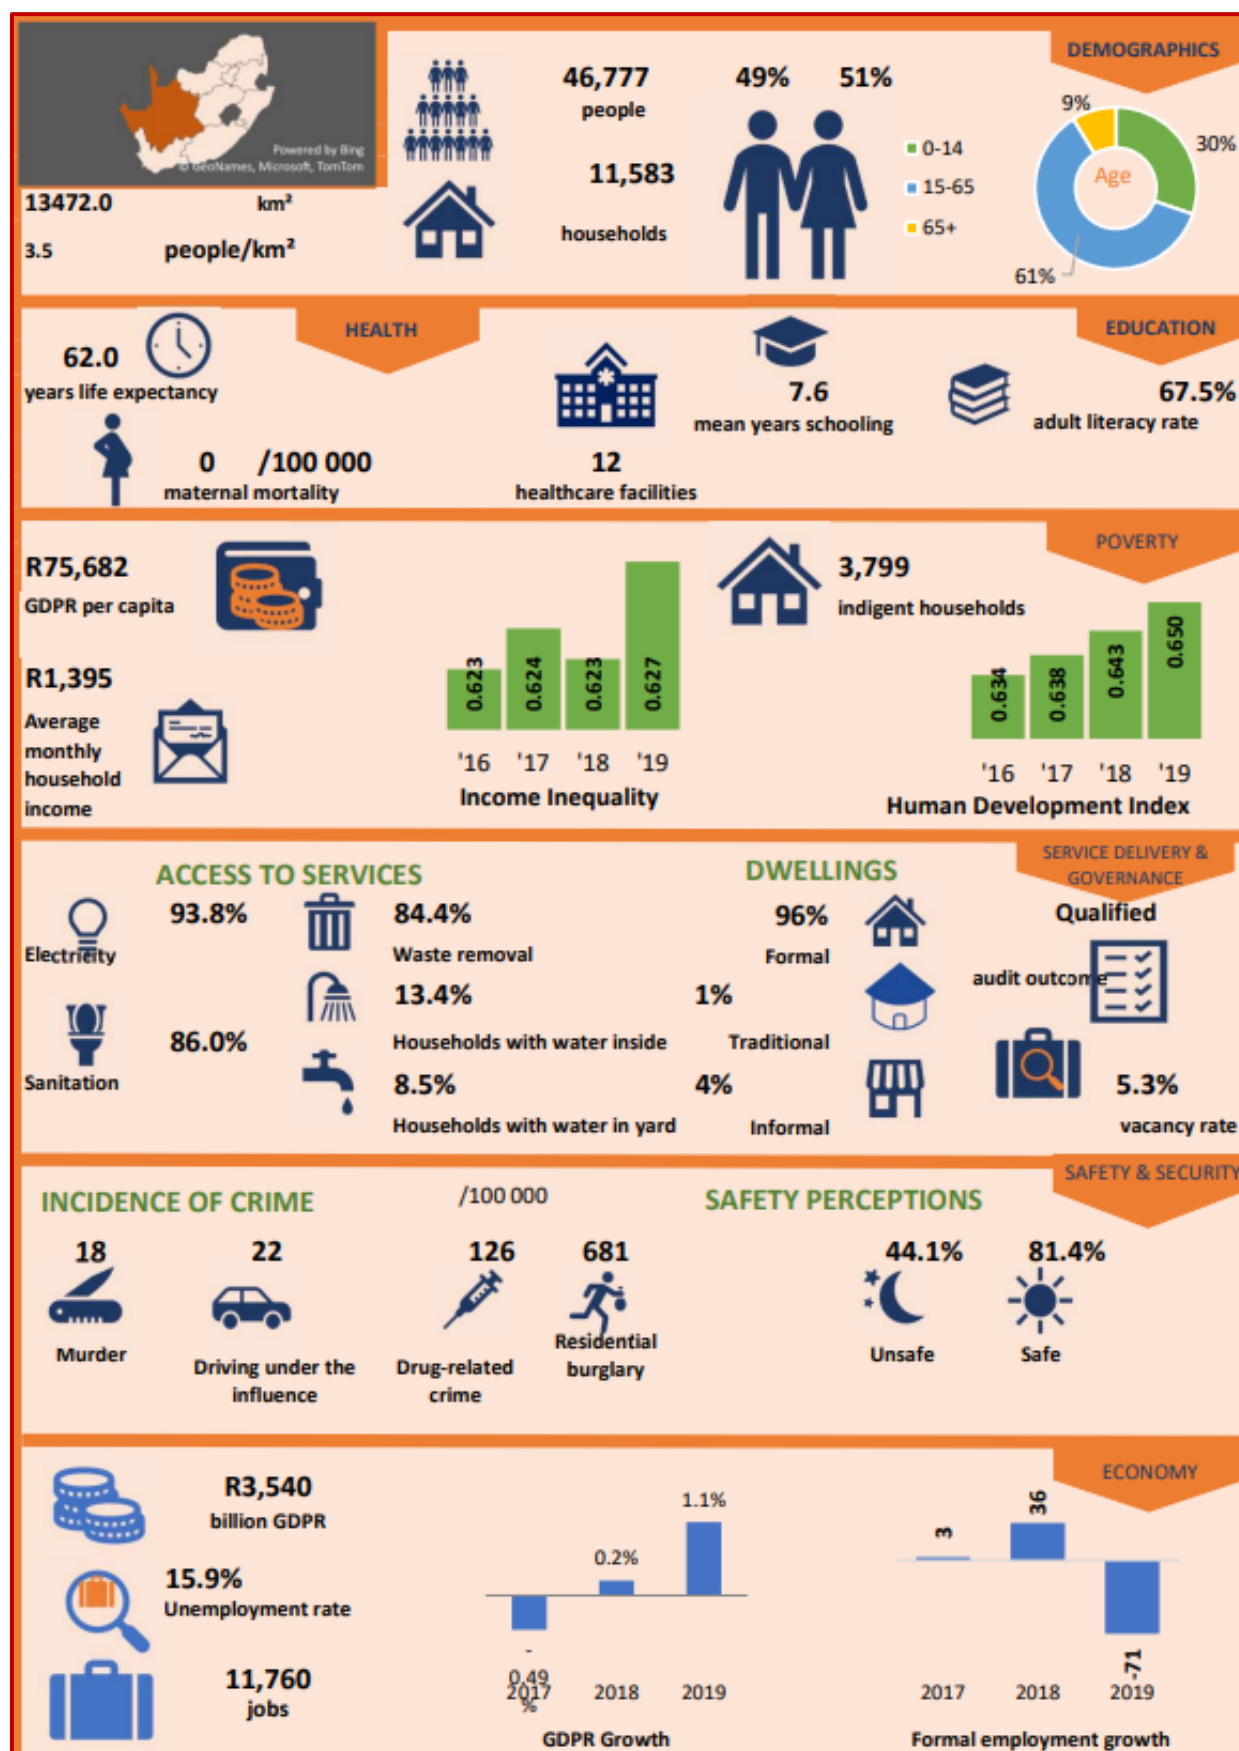 DEMOGRAPHICS
Powered by Bing
© GeoNames, Microsoft, TomTom
13472.0 km²
3.5 people/km²
46,777
people
11,583
households
49% 51%
0-14
15-65
65+
9%
30%
Age
61%
HEALTH
62.0
years life expectancy
0 /100 000
maternal mortality
12
healthcare facilities
EDUCATION
7.6
mean years schooling
67.5%
adult literacy rate
POVERTY
R75,682
GDPR per capita
R1,395
Average
monthly
household
income
0.623 0.624 0.623 0.627
'16 '17 '18 '19
Income Inequality
3,799
indigent households
0.634 0.638 0.643 0.650
'16 '17 '18 '19
Human Development Index
SERVICE DELIVERY &
GOVERNANCE
ACCESS TO SERVICES
93.8%
Electricity
86.0%
Sanitation
84.4%
Waste removal
13.4%
Households with water inside
8.5%
Households with water in yard
DWELLINGS
96%
Formal
1%
Traditional
4%
Informal
Qualified
audit outcome
5.3%
vacancy rate
SAFETY & SECURITY
INCIDENCE OF CRIME /100 000
18
Murder
22
Driving under the
influence
126
Drug-related
crime
681
Residential
burglary
SAFETY PERCEPTIONS
44.1%
Unsafe
81.4%
Safe
ECONOMY
R3,540
billion GDPR
15.9%
Unemployment rate
11,760
jobs
1.1%
0.2%
-
0.49
%
2017 2018 2019
GDPR Growth
3 36 -71
2017 2018 2019
Formal employment growth